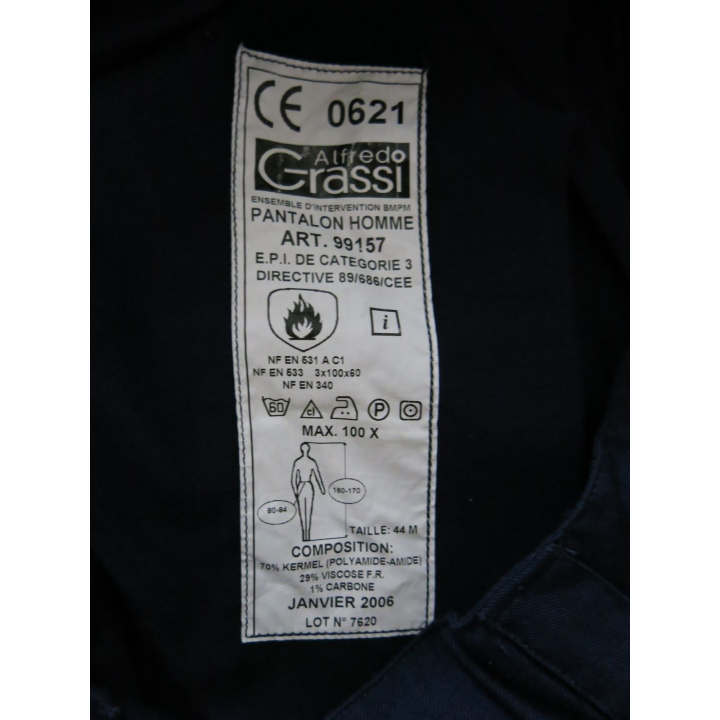 CE 0621
Alfredo
Grassi
ENSEMBLE D'INTERVENTION BMPM
PANTALON HOMME
ART. 99157
E.P.I. DE CATEGORIE 3
DIRECTIVE 89/686/CEE
i
NF EN 531 A C1
NF EN 533 3x100x60
NF EN 340
60 cl P
MAX. 100 X
160-170
80-84
TAILLE: 44 M
COMPOSITION:
70% KERMEL (POLYAMIDE-AMIDE)
29% VISCOSE F.R.
1% CARBONE
JANVIER 2006
LOT N° 7620